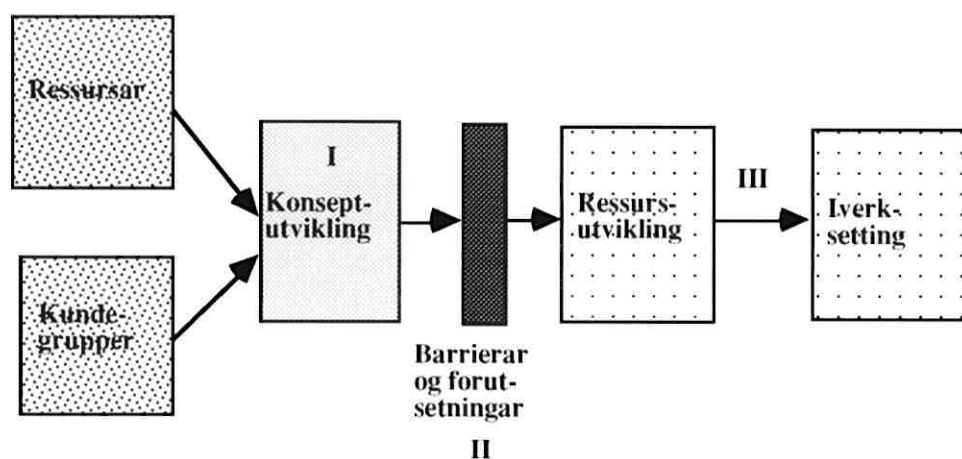 Ressursar
Kunde-
grupper
I
Konsept-
utvikling
Barrierar
og forut-
setningar
II
Ressurs-
utvikling
III
Iverk-
setting